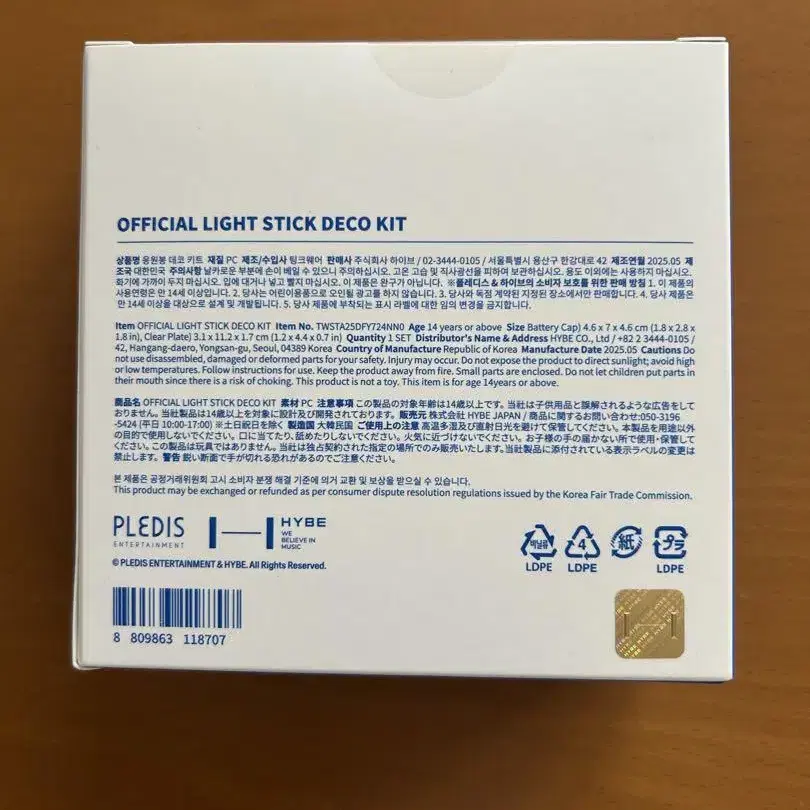 OFFICIAL LIGHT STICK DECO KIT
상품명 응원봉 데코 키트 재질 PC 제조/수입사 팅크웨어 판매사 주식회사 하이브 / 02-3444-0105 / 서울특별시 용산구 한강대로 42 제조연월 2025.05 제
조국 대한민국 주의사항 날카로운 부분에 손이 베일 수 있으니 주의하십시오. 고온 고습 및 직사광선을 피하여 보관하십시오. 용도 이외에는 사용하지 마십시오.
화기에 가까이 두지 마십시오. 입에 대거나 넣고 빨지 마십시오. 이 제품은 완구가 아닙니다. ※플레디스 & 하이브의 소비자 보호를 위한 판매 방침 1. 이 제품의
사용연령은 만 14세 이상입니다. 2. 당사는 어린이용품으로 오인될 광고를 하지 않습니다. 3. 당사와 독점 계약된 지정된 장소에서만 판매합니다. 4. 당사 제품은
만 14세 이상을 대상으로 설계 및 개발됩니다. 5. 당사 제품에 부착되는 표시 라벨에 대한 임의 변경을 금지합니다.
Item OFFICIAL LIGHT STICK DECO KIT Item No. TWSTA25DFY724NN0 Age 14 years or above Size Battery Cap) 4.6 x 7 x 4.6 cm (1.8 x 2.8 x
1.8 in), Clear Plate) 3.1 x 11.2 x 1.7 cm (1.2 x 4.4 x 0.7 in) Quantity 1 SET Distributor's Name & Address HYBE CO., Ltd / +82 2 3444-0105 /
42, Hangang-daero, Yongsan-gu, Seoul, 04389 Korea Country of Manufacture Republic of Korea Manufacture Date 2025.05 Cautions Do
not use disassembled, damaged or deformed parts for your safety. Injury may occur. Do not expose the product to direct sunlight; avoid high
or low temperatures. Follow instructions for use. Keep the product away from fire. Small parts are enclosed. Do not let children put parts in
their mouth since there is a risk of choking. This product is not a toy. This item is for age 14years or above.
商品名 OFFICIAL LIGHT STICK DECO KIT 素材 PC 注意事項 この製品の対象年齢は14歳以上です。当社は子供用品と誤解されるような広告をして
おりません。当社製品は14歳以上を対象に設計及び開発されております。販売元 株式会社 HYBE JAPAN / 商品に関するお問い合わせ:050-3196
-5424 [平日 10:00-17:00] ※土日祝日を除く 製造国 大韓民国 ご使用上の注意 高温多湿及び直射日光を避けて保管してください。本製品を用途以外
の目的で使用しないでください。口に当てたり、舐めたりしないでください。火気に近づけないでください。お子様の手の届かない所で使用・保管して
ください。この製品は玩具ではありません。当社は独占契約された指定の場所でのみ販売いたします。当社製品に添付されている表示ラベルの変更は
禁止します。 警告 鋭い断面で手が切れる恐れがあるのでご注意ください。
본 제품은 공정거래위원회 고시 소비자 분쟁 해결 기준에 의거 교환 및 보상을 받으실 수 있습니다.
This product may be exchanged or refunded as per consumer dispute resolution regulations issued by the Korea Fair Trade Commission.
PLEDIS
ENTERTAINMENT
HYBE
WE
BELIEVE IN
MUSIC
© PLEDIS ENTERTAINMENT & HYBE. All Rights Reserved.
비닐류 4 紙 プラ
LDPE LDPE LDPE
8 809863 118707
HYBE HYBE